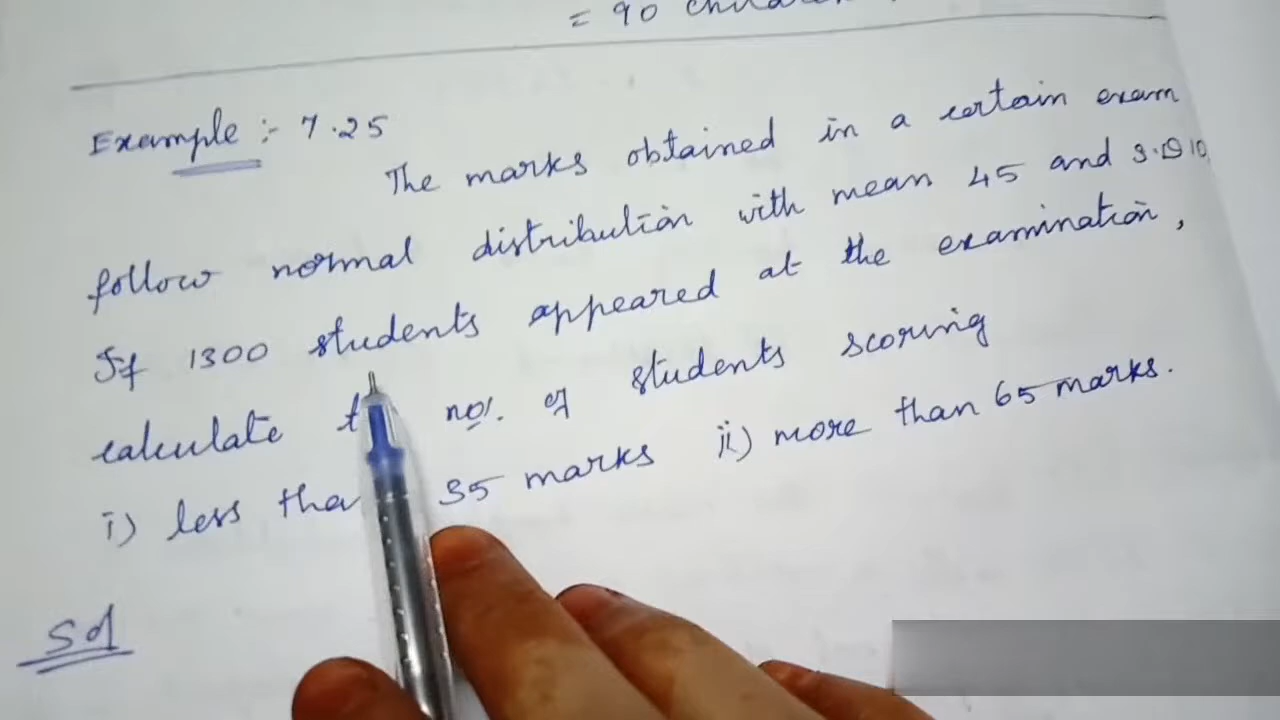 = 90 children
Example :- 7.25
The marks obtained in a certain exam
follow normal distribution with mean 45 and S.D 10,
If 1300 students appeared at the examination,
calculate no/. of students scoring
i) less 35 marks ii) more than 65 marks.
Sol